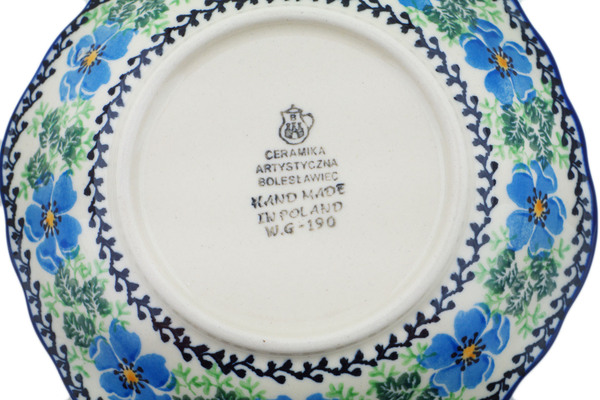 CERAMIKA
ARTYSTYCZNA
BOLESŁAWIEC
HAND MADE
IN POLAND
W.G-190